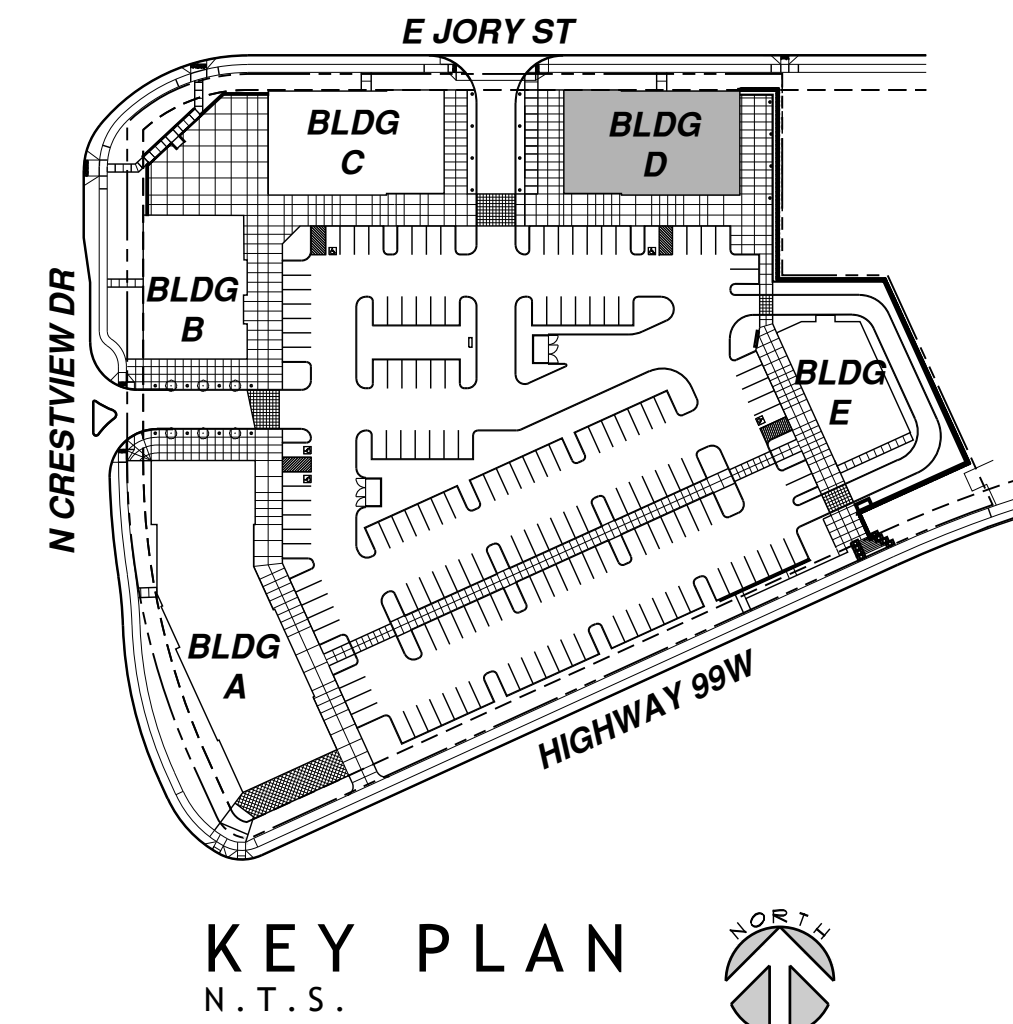 E JORY ST
BLDG
C
BLDG
D
BLDG
B
N CRESTVIEW DR
BLDG
E
BLDG
A
HIGHWAY 99W
KEY PLAN
N.T.S.
NORTH